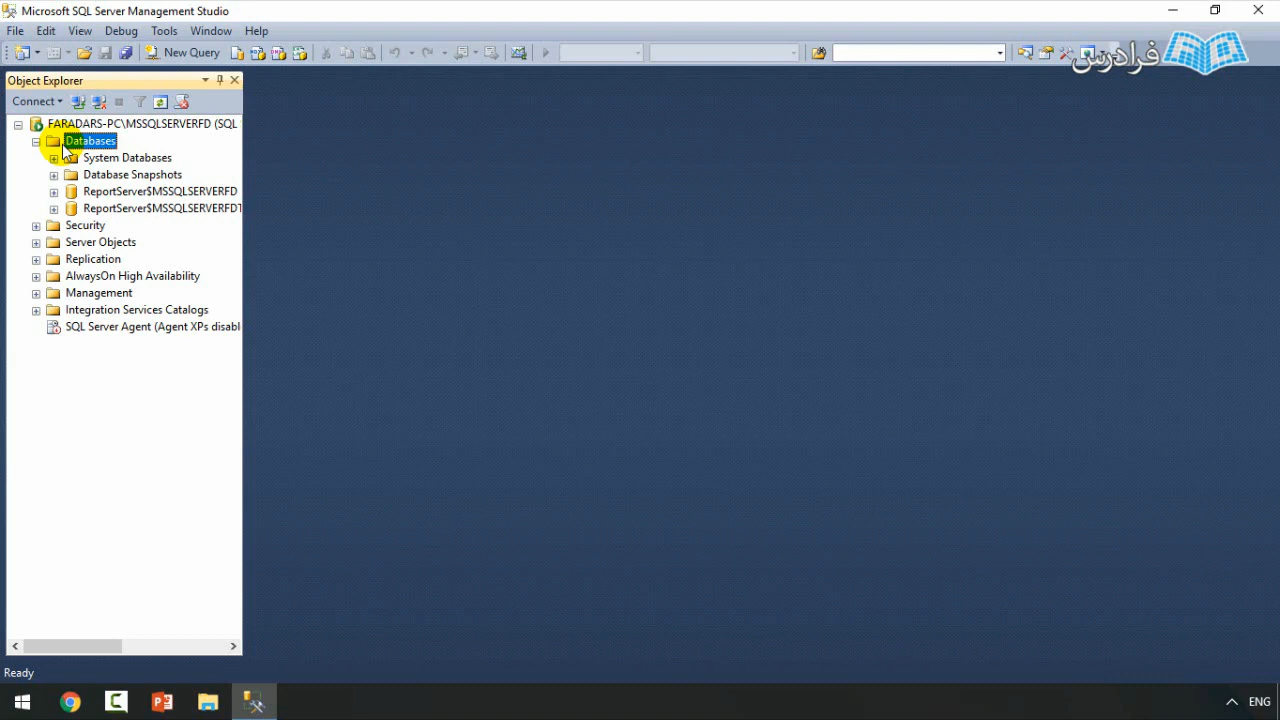 Microsoft SQL Server Management Studio
File Edit View Debug Tools Window Help
New Query
فرادرس
Object Explorer
Connect
FARADARS-PC\MSSQLSERVERFD (SQL
Databases
System Databases
Database Snapshots
ReportServer$MSSQLSERVERFD
ReportServer$MSSQLSERVERFDT
Security
Server Objects
Replication
AlwaysOn High Availability
Management
Integration Services Catalogs
SQL Server Agent (Agent XPs disabl
Ready
ENG